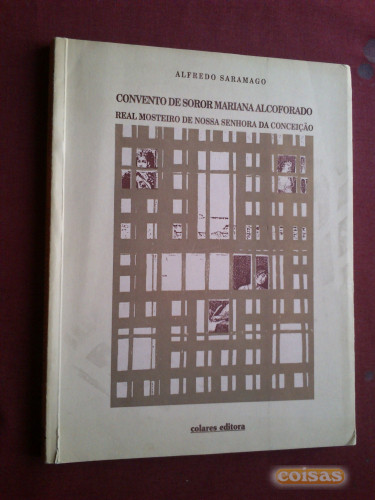 ALFREDO SARAMAGO
CONVENTO DE SOROR MARIANA ALCOFORADO
REAL MOSTEIRO DE NOSSA SENHORA DA CONCEIÇÃO
colares editora
coisas